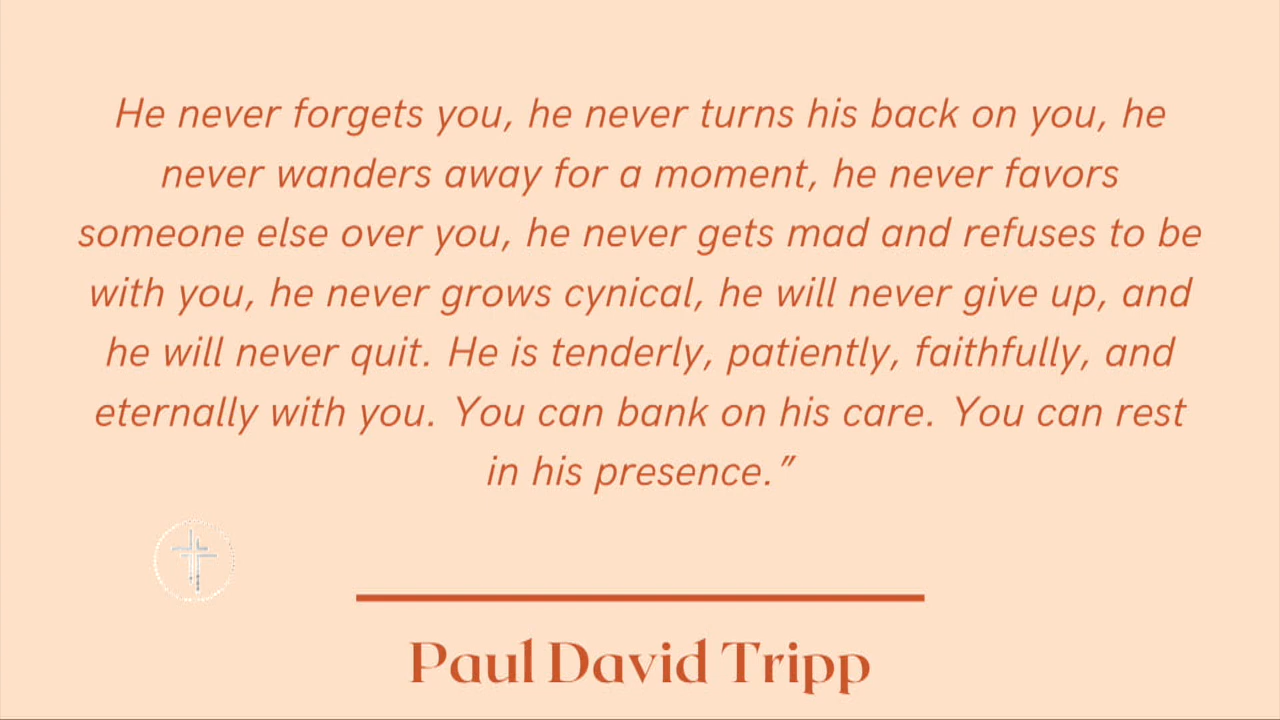 He never forgets you, he never turns his back on you, he
never wanders away for a moment, he never favors
someone else over you, he never gets mad and refuses to be
with you, he never grows cynical, he will never give up, and
he will never quit. He is tenderly, patiently, faithfully, and
eternally with you. You can bank on his care. You can rest
in his presence."
Paul David Tripp